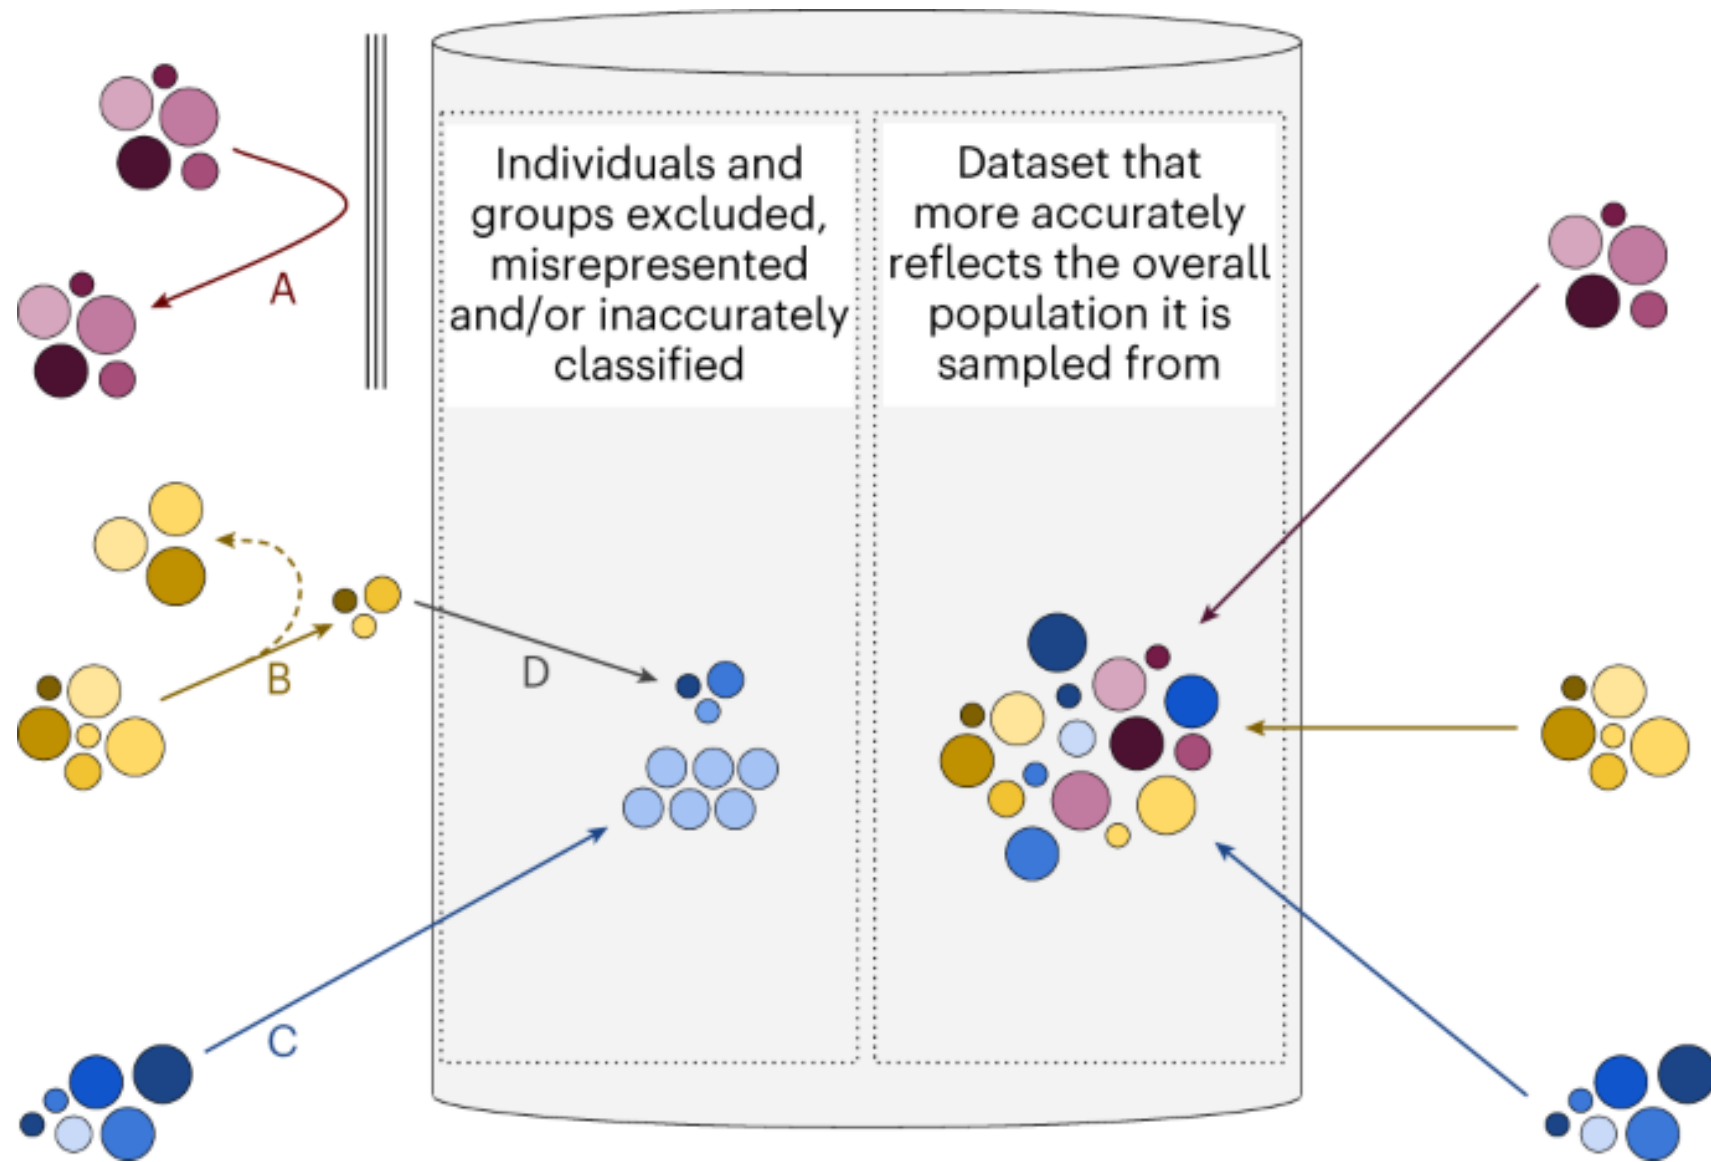 Individuals and
groups excluded,
misrepresented
and/or inaccurately
classified
Dataset that
more accurately
reflects the overall
population it is
sampled from
A
B
D
C